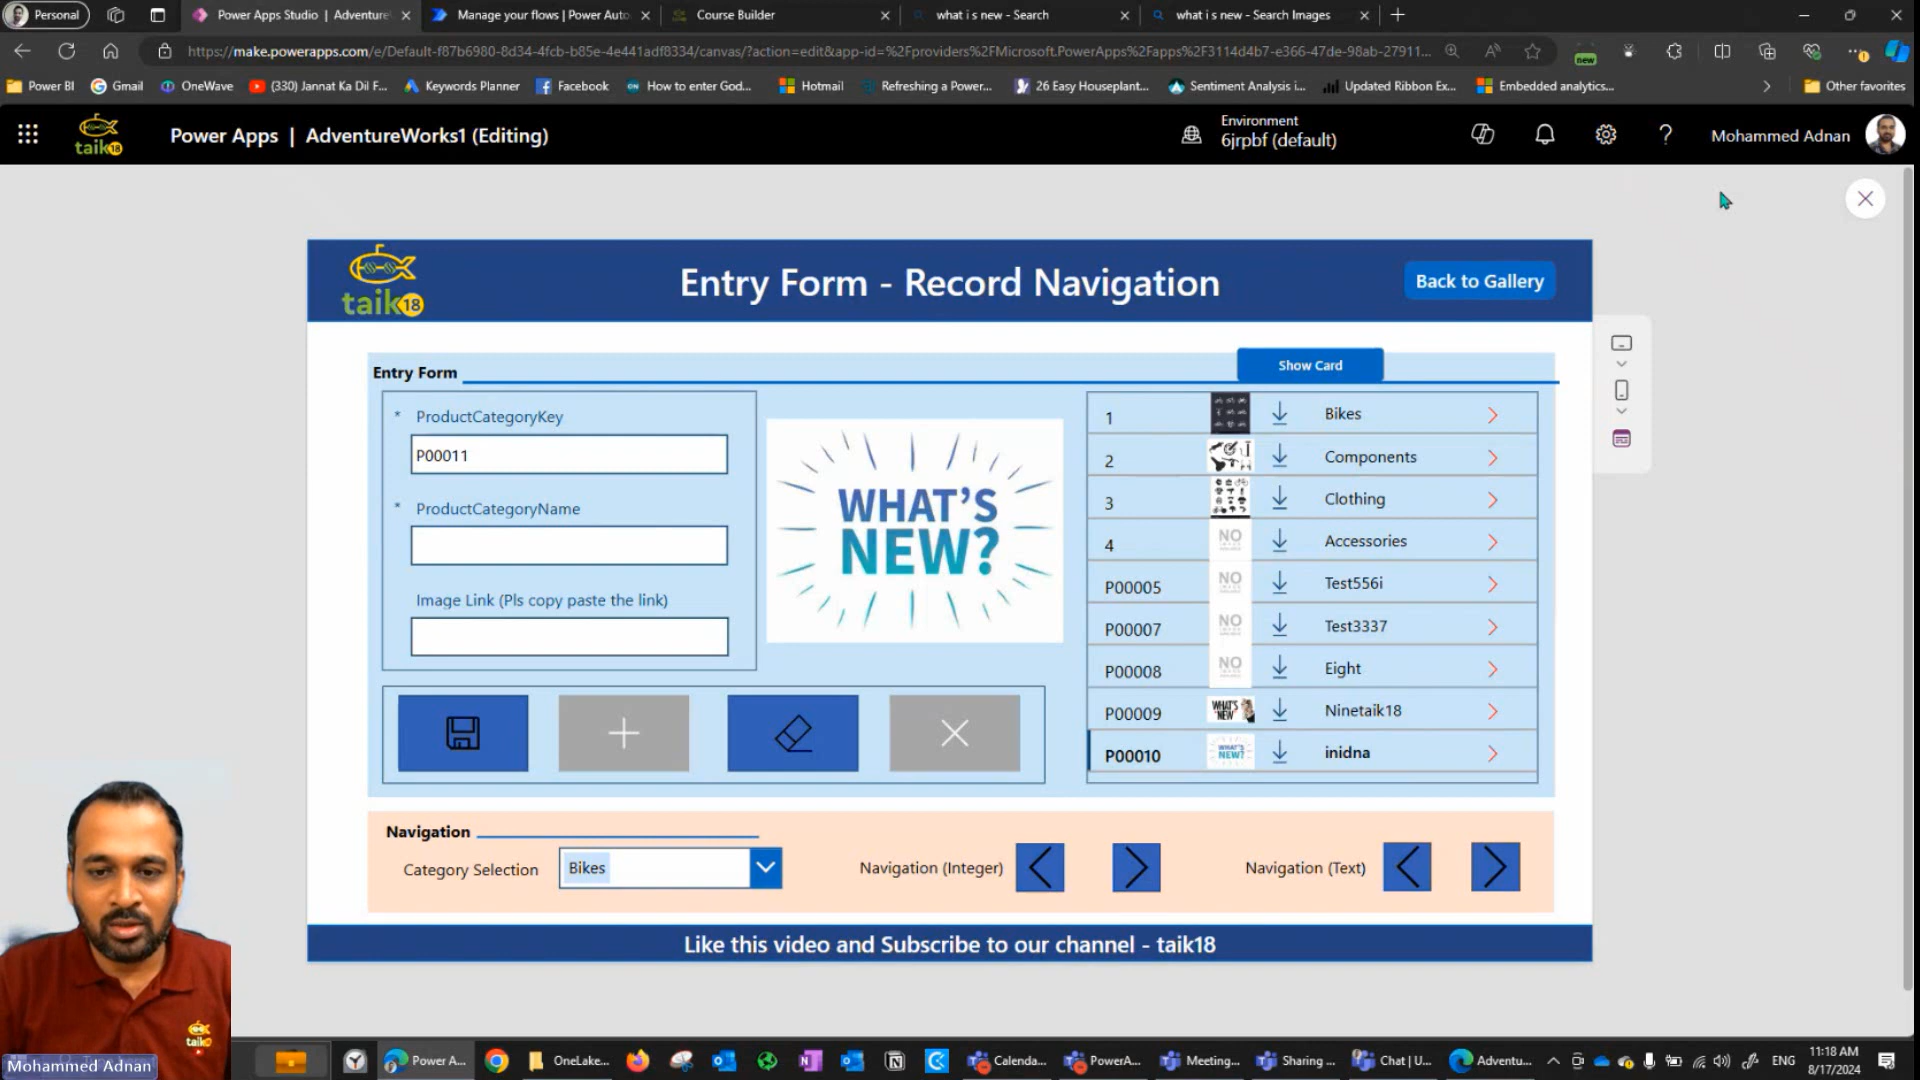 Personal
Power Apps Studio | Adventure
Manage your flows | Power Auto
Course Builder
what i s new - Search
what i s new - Search Images
https://make.powerapps.com/e/Default-f87b6980-8d34-4fcb-b85e-4e441adf8334/canvas/?action=edit&app-id=%2Fproviders%2FMicrosoft.PowerApps%2Fapps%2F3114d4b7-e366-47de-98ab-27911...
new
Power BI
Gmail
OneWave
(330) Jannat Ka Dil F...
Keywords Planner
Facebook
How to enter God...
Hotmail
Refreshing a Power...
26 Easy Houseplant...
Sentiment Analysis i...
Updated Ribbon Ex...
Embedded analytics...
Other favorites
taik18
Power Apps | AdventureWorks1 (Editing)
Environment
6jrpbf (default)
Mohammed Adnan
taik18
Entry Form - Record Navigation
Back to Gallery
Entry Form
Show Card
* ProductCategoryKey
P00011
* ProductCategoryName
Image Link (Pls copy paste the link)
WHAT'S
NEW?
1 Bikes
2 Components
3 Clothing
4 NO Accessories
P00005 NO Test556i
P00007 NO Test3337
P00008 NO Eight
P00009 WHAT'S NEW Ninetaik18
P00010 WHAT'S NEW? inidna
Navigation
Category Selection
Bikes
Navigation (Integer)
Navigation (Text)
Like this video and Subscribe to our channel - taik18
Mohammed Adnan
Power A...
OneLake...
Calenda...
PowerA...
Meeting...
Sharing ...
Chat | U...
Adventu...
ENG
11:18 AM
8/17/2024